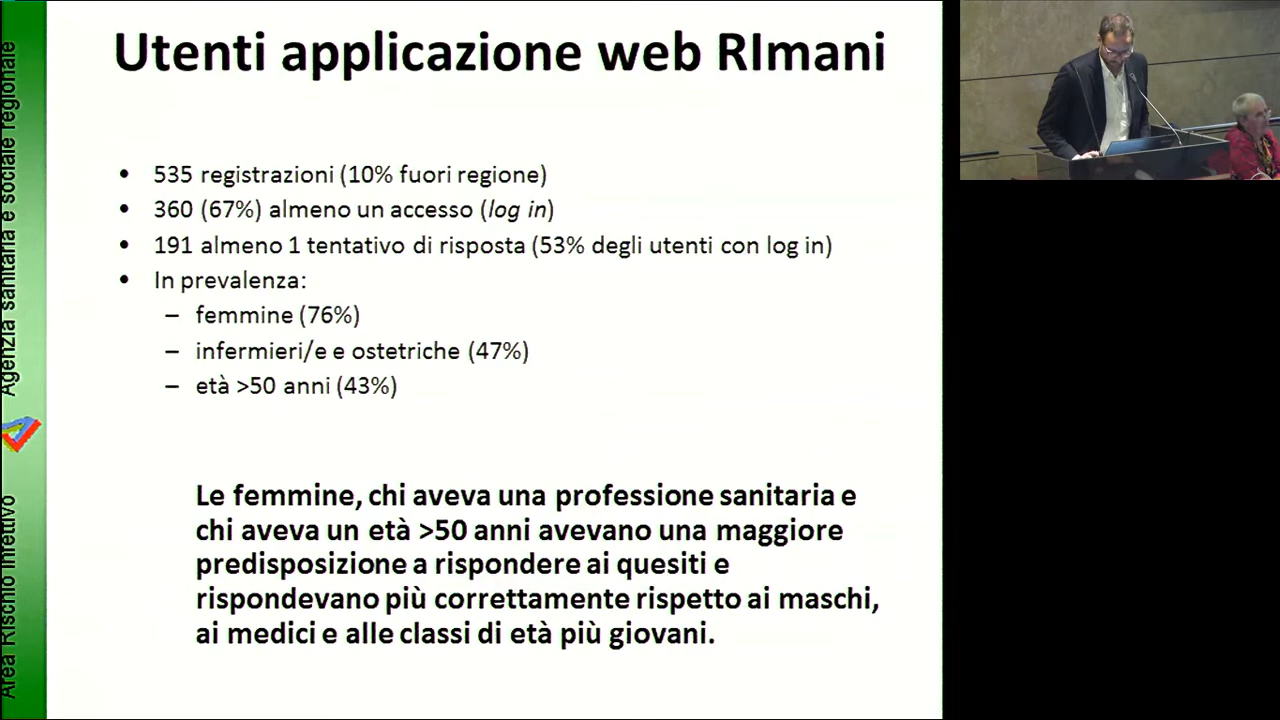 Utenti applicazione web RImani
• 535 registrazioni (10% fuori regione)
• 360 (67%) almeno un accesso (log in)
• 191 almeno 1 tentativo di risposta (53% degli utenti con log in)
• In prevalenza:
– femmine (76%)
– infermieri/e e ostetriche (47%)
– età >50 anni (43%)
Le femmine, chi aveva una professione sanitaria e
chi aveva un età >50 anni avevano una maggiore
predisposizione a rispondere ai quesiti e
rispondevano più correttamente rispetto ai maschi,
ai medici e alle classi di età più giovani.
Agenzia sanitaria e sociale regionale
Area Rischio Infettivo